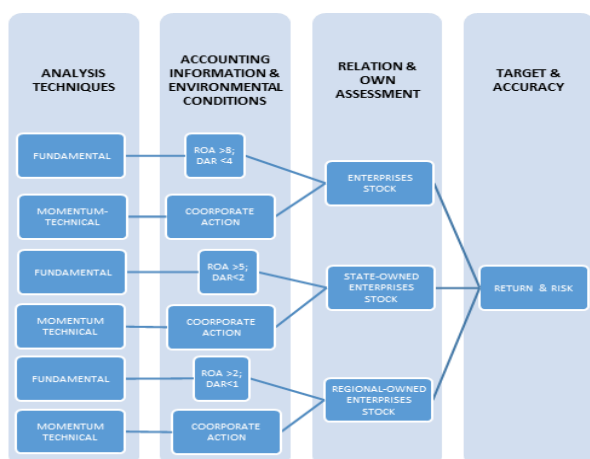 ANALYSIS
TECHNIQUES
ACCOUNTING
INFORMATION &
ENVIRONMENTAL
CONDITIONS
RELATION &
OWN
ASSESSMENT
TARGET &
ACCURACY
FUNDAMENTAL
ROA >8;
DAR <4
MOMENTUM-
TECHNICAL
COORPORATE
ACTION
ENTERPRISES
STOCK
FUNDAMENTAL
ROA >5;
DAR<2
MOMENTUM
TECHNICAL
COORPORATE
ACTION
STATE-OWNED
ENTERPRISES
STOCK
RETURN & RISK
FUNDAMENTAL
ROA >2;
DAR<1
MOMENTUM
TECHNICAL
COORPORATE
ACTION
REGIONAL-OWNED
ENTERPRISES
STOCK